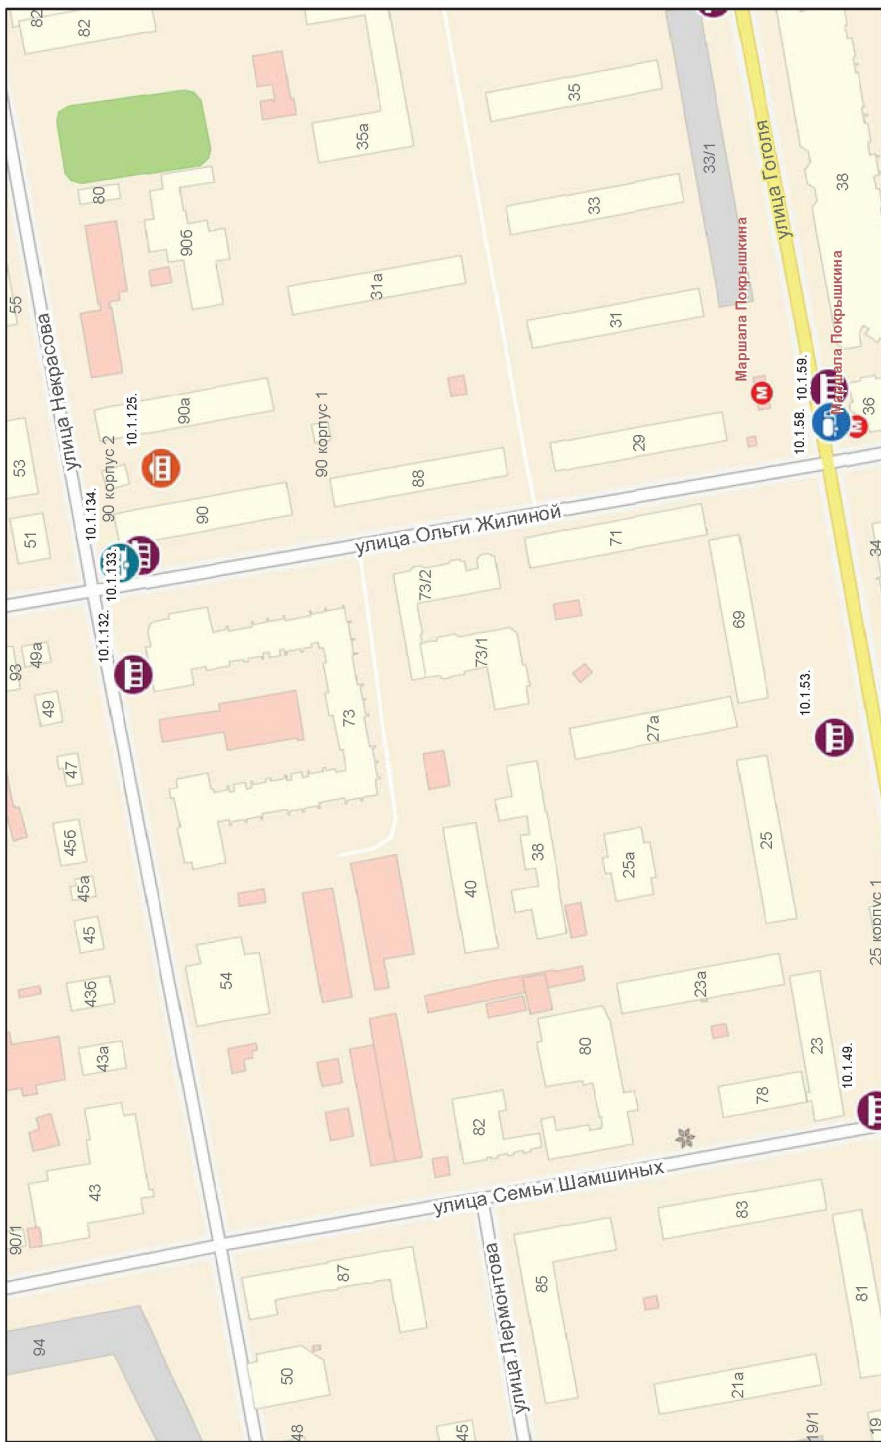 82
82
80
35а
35
33/1
38
33
улица Гоголя
90б
55
31а
31
Маршала Покрышкина
Маршала Покрышкина
улица Некрасова
90а
10.1.125.
90 корпус 2
90 корпус 1
53
51
90
88
29
10.1.58.
10.1.59.
36
10.1.134.
10.1.133.
10.1.132.
улица Ольги Жилиной
71
34
73/2
73/1
69
93
49а
49
47
45б
45а
45
43б
43а
43
73
27а
10.1.53.
40
38
25а
25
25 корпус 1
54
23а
80
82
78
23
10.1.49.
улица Семьи Шамшиных
90/1
87
94
50
48
улица Лермонтова
85
83
81
45
21а
19/1
19